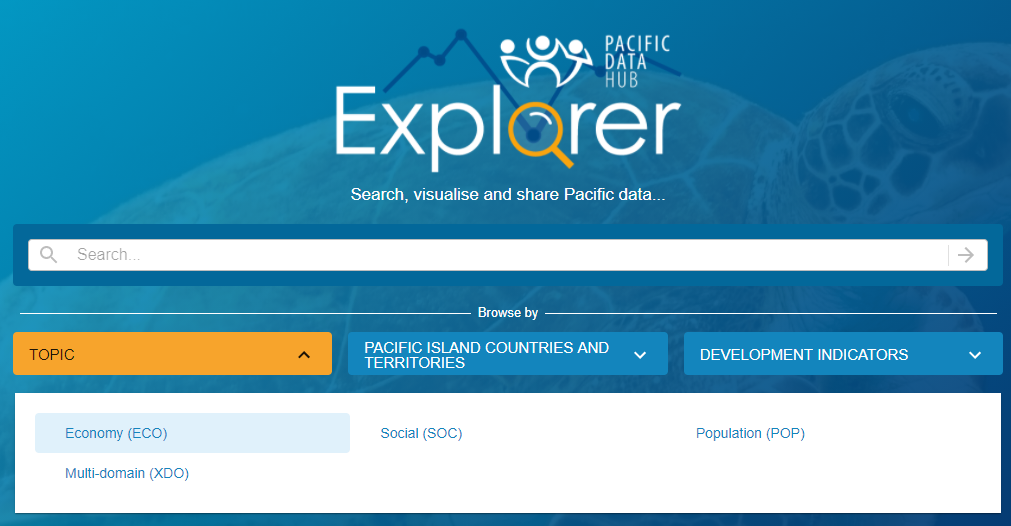 PACIFIC
DATA
HUB
Explorer
Search, visualise and share Pacific data...
Search...
Browse by
TOPIC
PACIFIC ISLAND COUNTRIES AND
TERRITORIES
DEVELOPMENT INDICATORS
Economy (ECO)
Social (SOC)
Population (POP)
Multi-domain (XDO)